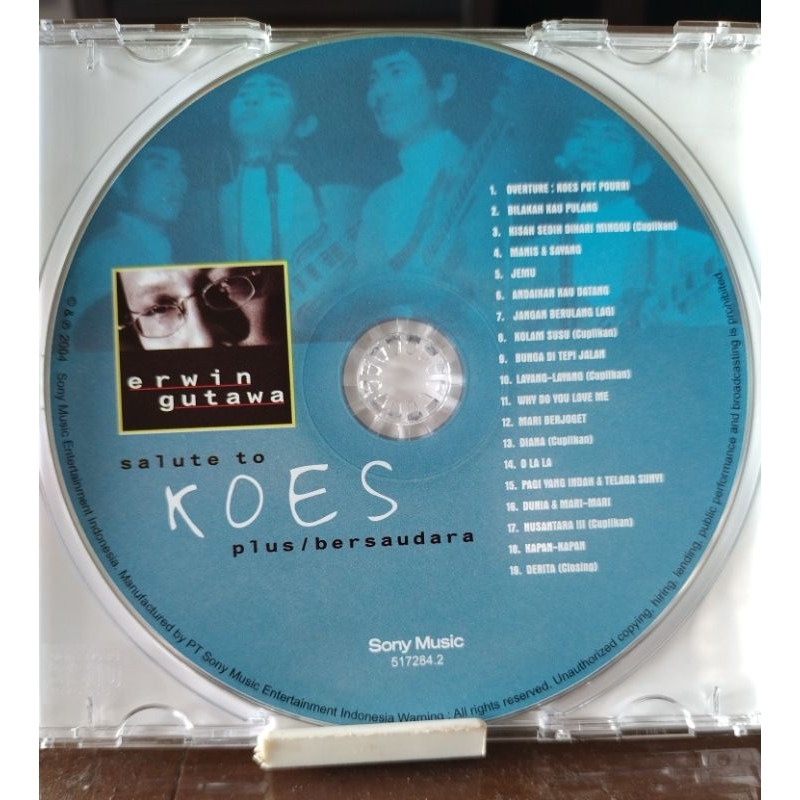 1. OVERTURE : KOES POT POURRI
2. BILAKAH KAU PULANG
3. KISAH SEDIH DIHARI MINGGU (Cuplikan)
4. MANIS & SAYANG
5. JEMU
6. ANDAIKAN KAU DATANG
7. JANGAN BERULANG LAGI
8. KOLAM SUSU (Cuplikan)
9. BUNGA DI TEPI JALAN
10. LAYANG-LAYANG (Cuplikan)
11. WHY DO YOU LOVE ME
12. MARI BERJOGET
13. DIANA (Cuplikan)
14. O LA LA
15. PAGI YANG INDAH & TELAGA SUNYI
16. DUNIA & MARI-MARI
17. NUSANTARA III (Cuplikan)
18. KAPAN-KAPAN
19. DERITA (Closing)
erwin
gutawa
salute to
KOES
plus/bersaudara
Sony Music
517284.2
© & ℗ 2004 Sony Music Entertainment Indonesia. Manufactured by PT Sony Music Entertainment Indonesia Warning : All rights reserved. Unauthorized copying, hiring, lending, public performance and broadcasting is prohibited